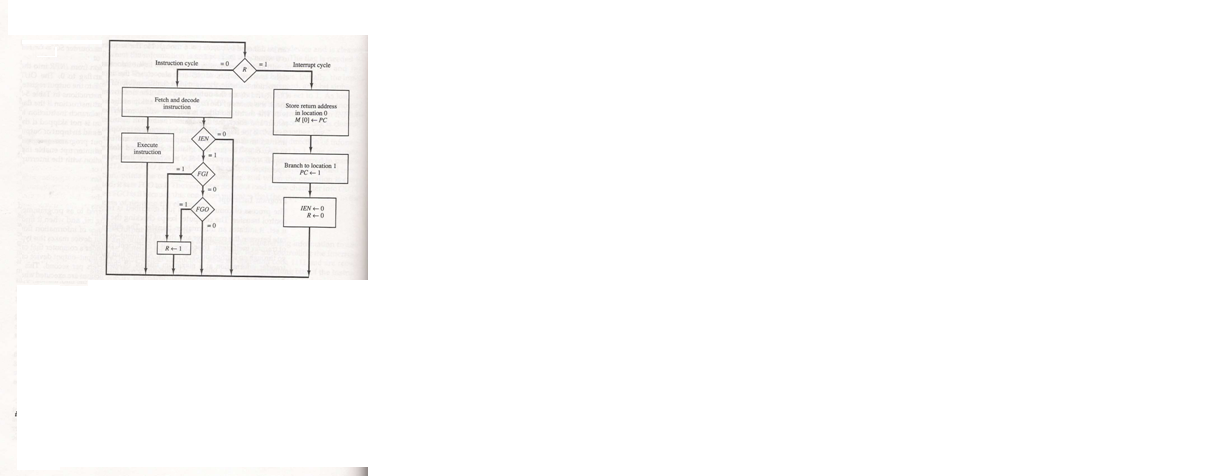 Instruction cycle
= 0
R
= 1
Interrupt cycle
Fetch and decode
instruction
Store return address
in location 0
M [0] ← PC
Execute
instruction
IEN
= 0
= 1
Branch to location 1
PC ← 1
= 1
FGI
= 0
= 1
FGO
= 0
IEN ← 0
R ← 0
R ← 1